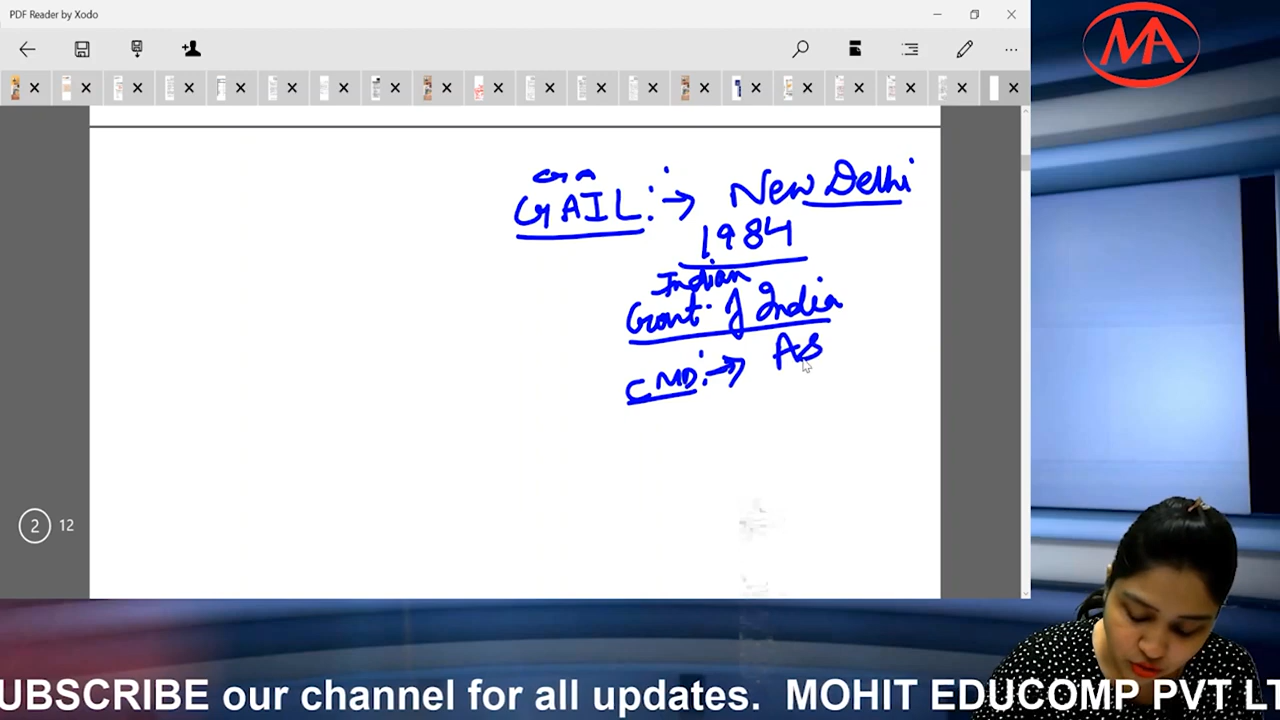 PDF Reader by Xodo
MA
GAIL :→ New Delhi
1984
Indian
Govt. of India
CMD :→ AS
2 12
UBSCRIBE our channel for all updates. MOHIT EDUCOMP PVT LT